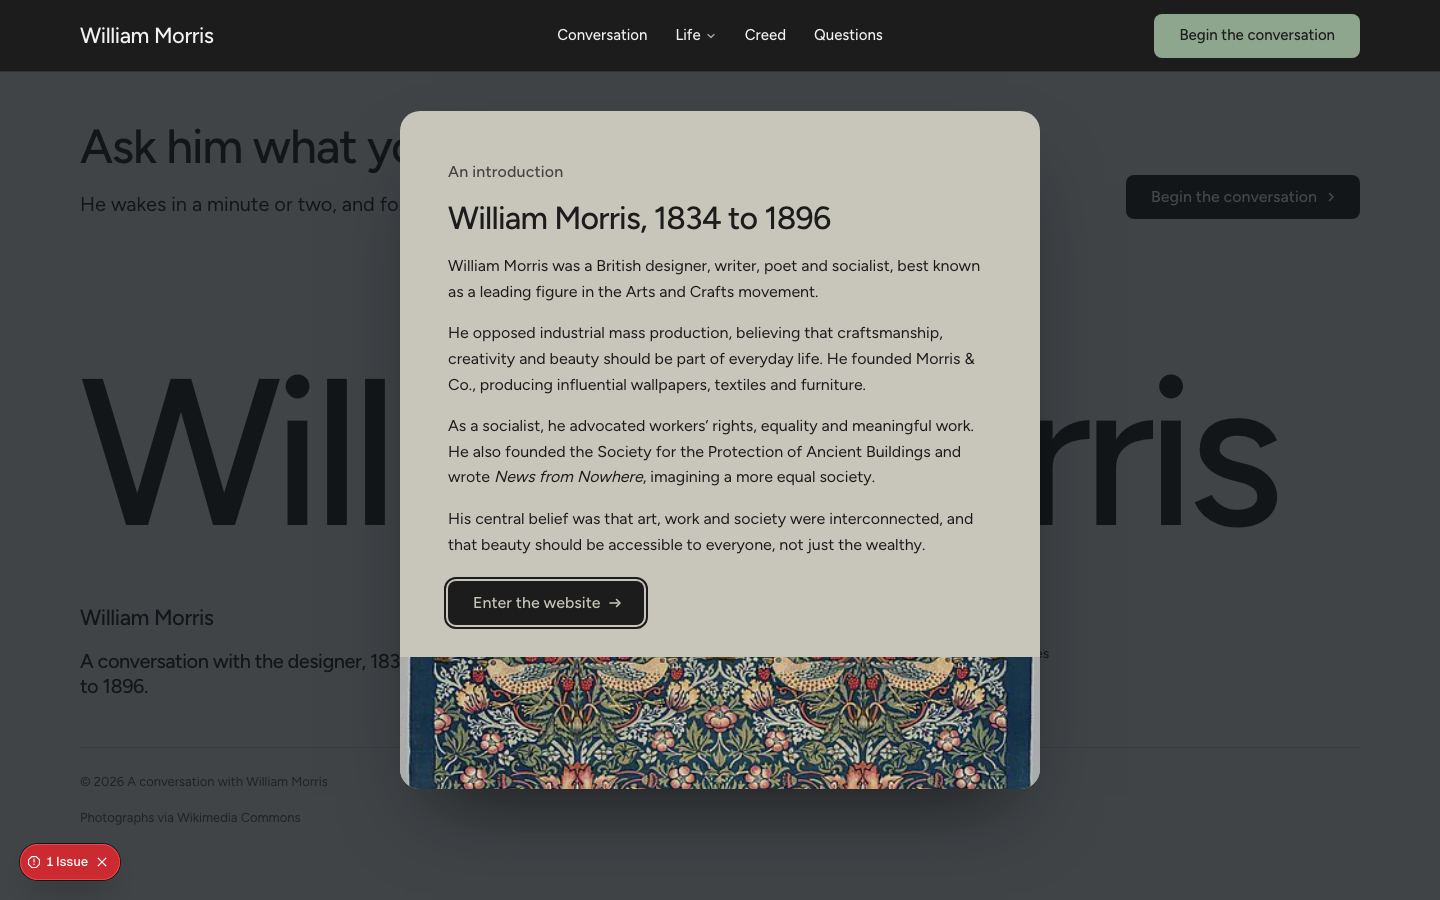 William Morris
Conversation
Life
Creed
Questions
Begin the conversation
Ask him what yo
He wakes in a minute or two, and fo
Begin the conversation
An introduction
William Morris, 1834 to 1896
William Morris was a British designer, writer, poet and socialist, best known
as a leading figure in the Arts and Crafts movement.
He opposed industrial mass production, believing that craftsmanship,
creativity and beauty should be part of everyday life. He founded Morris &
Co., producing influential wallpapers, textiles and furniture.
As a socialist, he advocated workers’ rights, equality and meaningful work.
He also founded the Society for the Protection of Ancient Buildings and
wrote News from Nowhere, imagining a more equal society.
His central belief was that art, work and society were interconnected, and
that beauty should be accessible to everyone, not just the wealthy.
Enter the website
Will
rris
William Morris
A conversation with the designer, 183
to 1896.
es
© 2026 A conversation with William Morris
Photographs via Wikimedia Commons
1 Issue